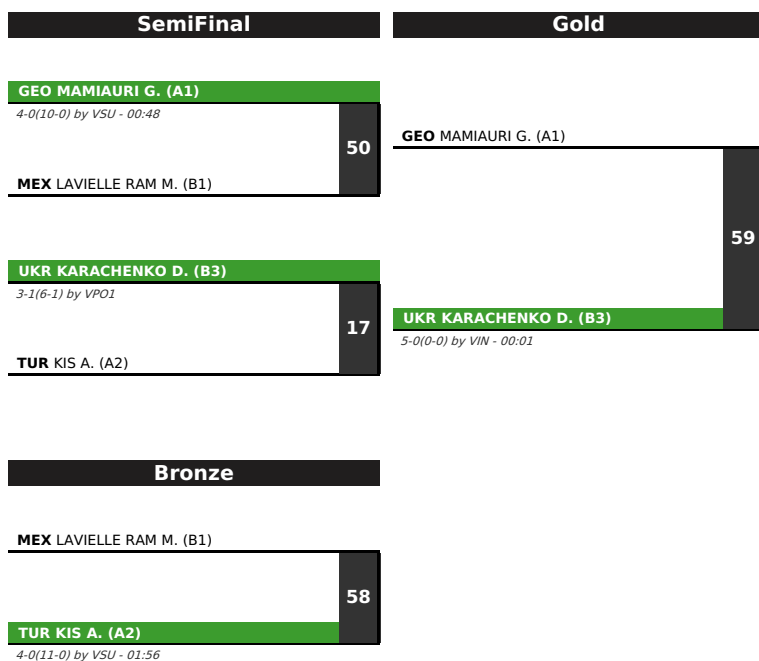 SemiFinal
GEO MAMIAURI G. (A1)
4-0(10-0) by VSU - 00:48
50
MEX LAVIELLE RAM M. (B1)
UKR KARACHENKO D. (B3)
3-1(6-1) by VPO1
17
TUR KIS A. (A2)
Gold
GEO MAMIAURI G. (A1)
59
UKR KARACHENKO D. (B3)
5-0(0-0) by VIN - 00:01
Bronze
MEX LAVIELLE RAM M. (B1)
58
TUR KIS A. (A2)
4-0(11-0) by VSU - 01:56